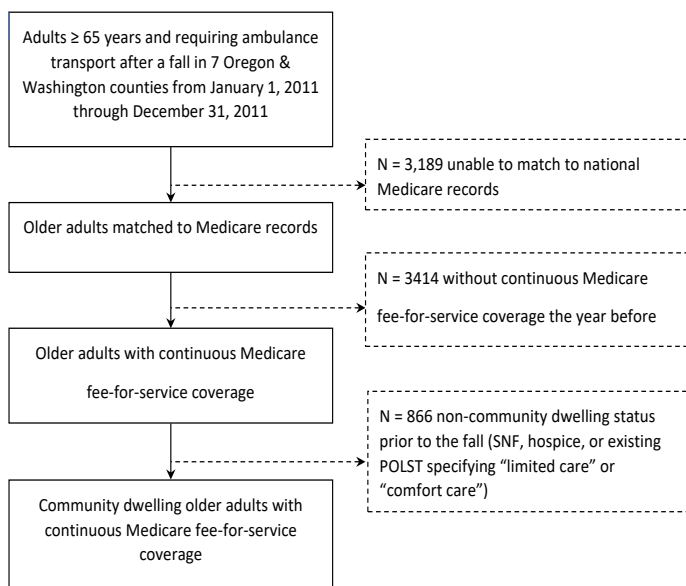 Adults ≥ 65 years and requiring ambulance
transport after a fall in 7 Oregon &
Washington counties from January 1, 2011
through December 31, 2011
N = 3,189 unable to match to national
Medicare records
Older adults matched to Medicare records
N = 3414 without continuous Medicare
fee-for-service coverage the year before
Older adults with continuous Medicare
fee-for-service coverage
N = 866 non-community dwelling status
prior to the fall (SNF, hospice, or existing
POLST specifying “limited care” or
“comfort care”)
Community dwelling older adults with
continuous Medicare fee-for-service
coverage